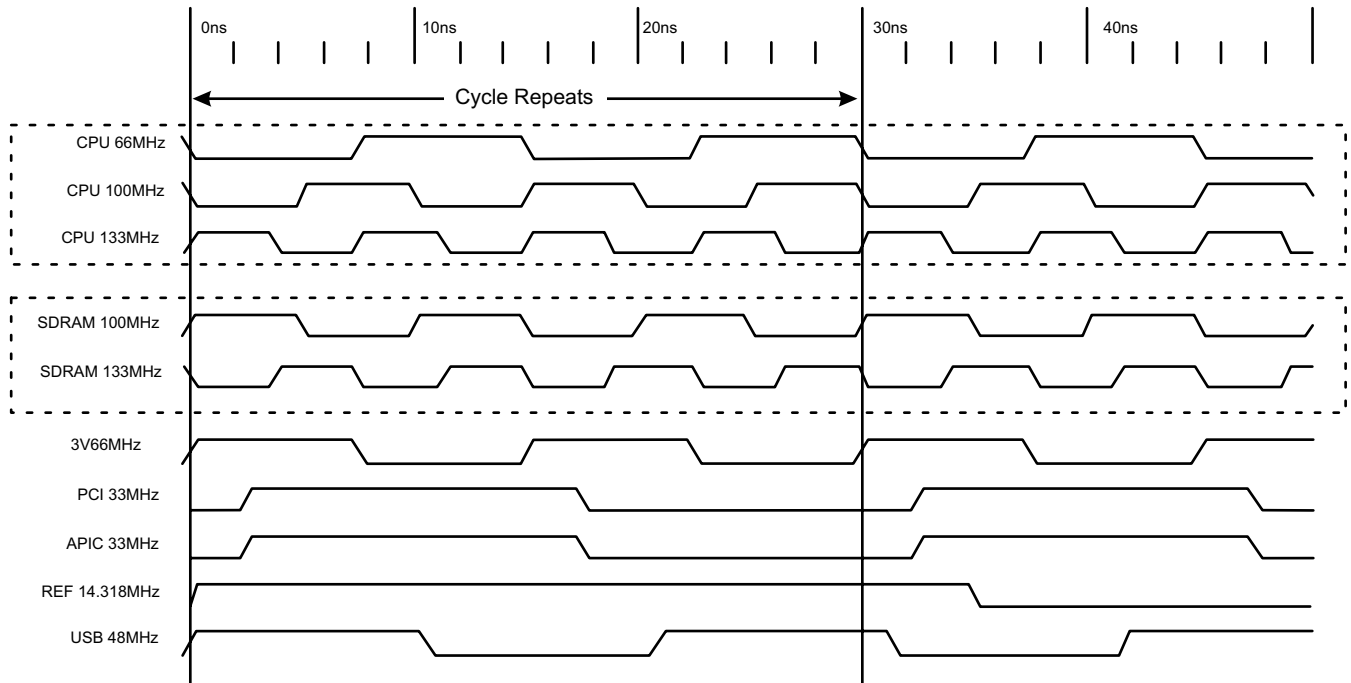 0ns
10ns
20ns
30ns
40ns
Cycle Repeats
CPU 66MHz
CPU 100MHz
CPU 133MHz
SDRAM 100MHz
SDRAM 133MHz
3V66MHz
PCI 33MHz
APIC 33MHz
REF 14.318MHz
USB 48MHz